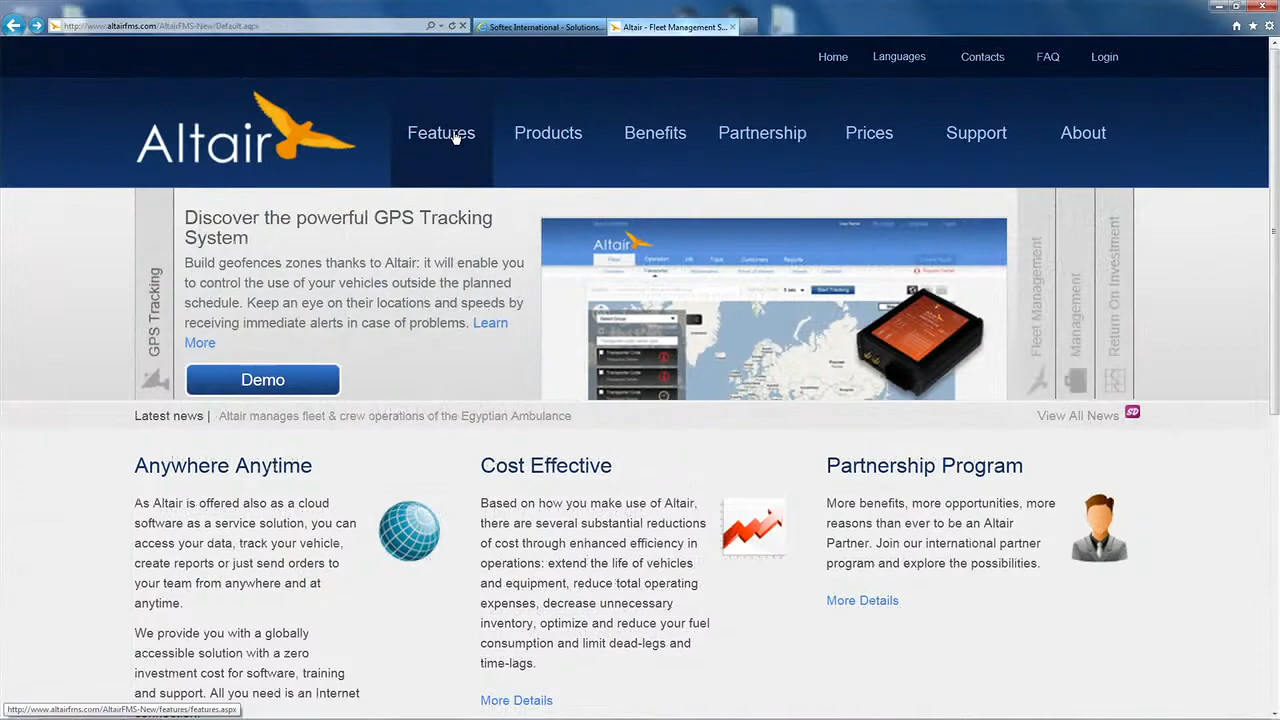 http://www.altairfms.com/AltairFMS-New/Default.aspx
Softec International - Solutions...
Altair - Fleet Management S...
Home
Languages
Contacts
FAQ
Login
Altair
Features
Products
Benefits
Partnership
Prices
Support
About
GPS Tracking
Discover the powerful GPS Tracking
System
Build geofences zones thanks to Altair: it will enable you
to control the use of your vehicles outside the planned
schedule. Keep an eye on their locations and speeds by
receiving immediate alerts in case of problems. Learn
More
Demo
Altair
Fleet Management
Management
Return On Investment
Latest news |
Altair manages fleet & crew operations of the Egyptian Ambulance
View All News
SD
Anywhere Anytime
As Altair is offered also as a cloud
software as a service solution, you can
access your data, track your vehicle,
create reports or just send orders to
your team from anywhere and at
anytime.
We provide you with a globally
accessible solution with a zero
investment cost for software, training
and support. All you need is an Internet
Cost Effective
Based on how you make use of Altair,
there are several substantial reductions
of cost through enhanced efficiency in
operations: extend the life of vehicles
and equipment, reduce total operating
expenses, decrease unnecessary
inventory, optimize and reduce your fuel
consumption and limit dead-legs and
time-lags.
More Details
Partnership Program
More benefits, more opportunities, more
reasons than ever to be an Altair
Partner. Join our international partner
program and explore the possibilities.
More Details
http://www.altairfms.com/AltairFMS-New/features/features.aspx